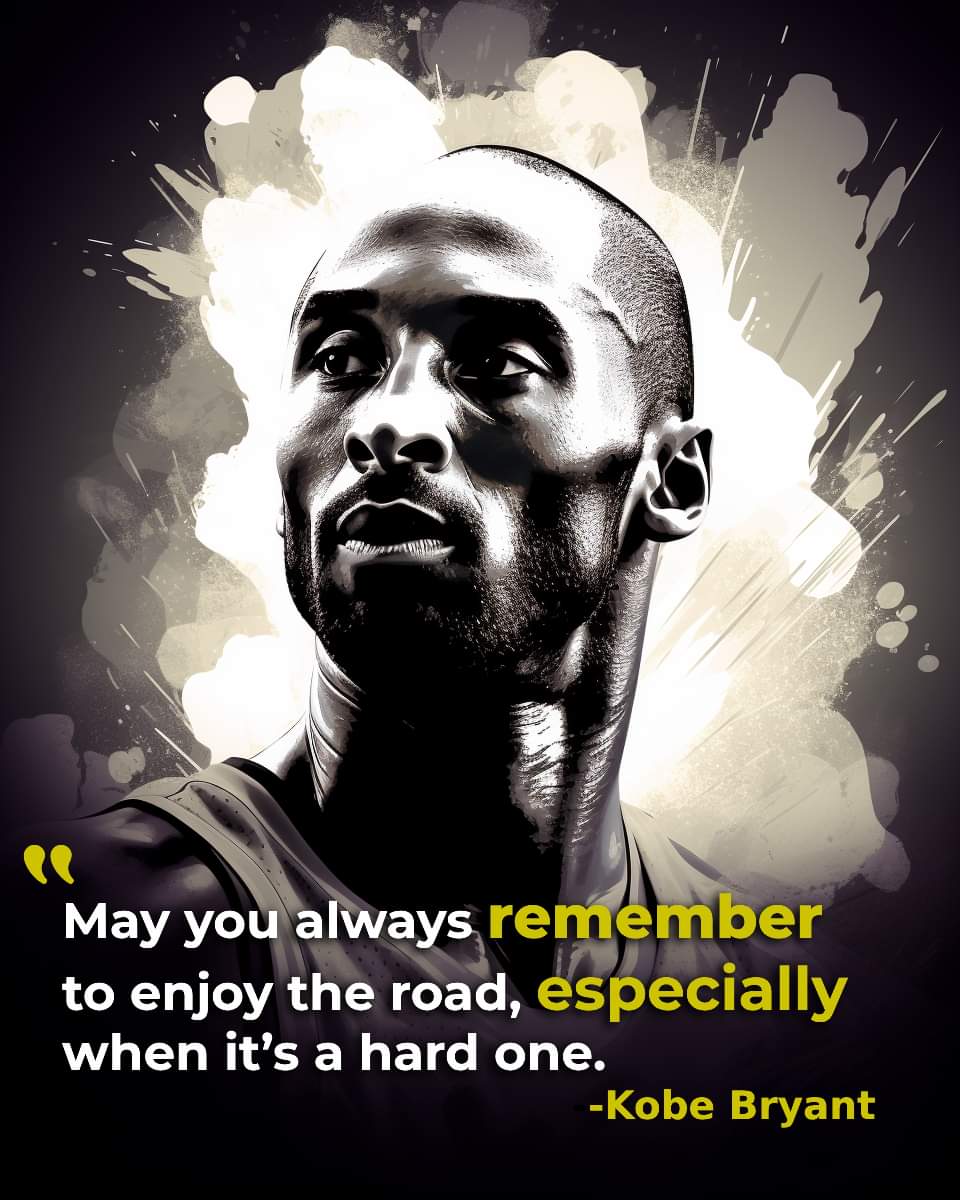 “
May you always remember
to enjoy the road, especially
when it’s a hard one.
-Kobe Bryant